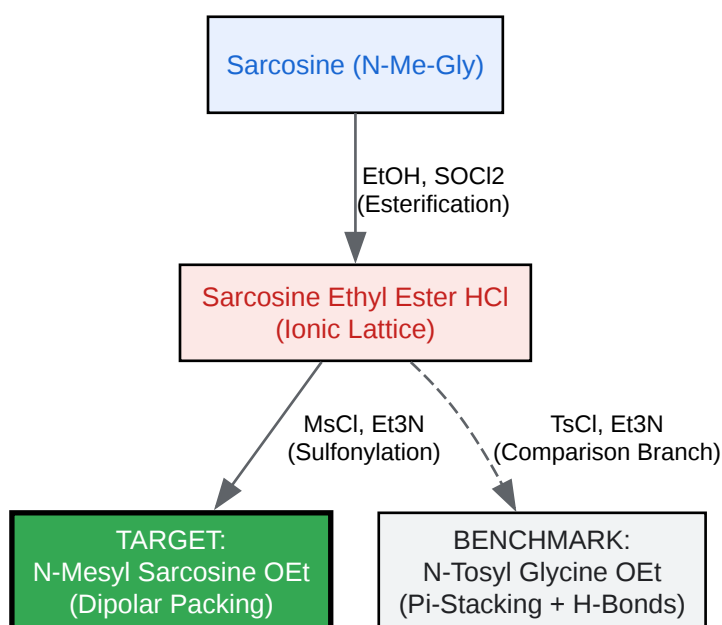 Sarcosine (N-Me-Gly)
EtOH, SOCl2
(Esterification)
Sarcosine Ethyl Ester HCl
(Ionic Lattice)
MsCl, Et3N
(Sulfonylation)
TsCl, Et3N
(Comparison Branch)
TARGET:
N-Mesyl Sarcosine OEt
(Dipolar Packing)
BENCHMARK:
N-Tosyl Glycine OEt
(Pi-Stacking + H-Bonds)